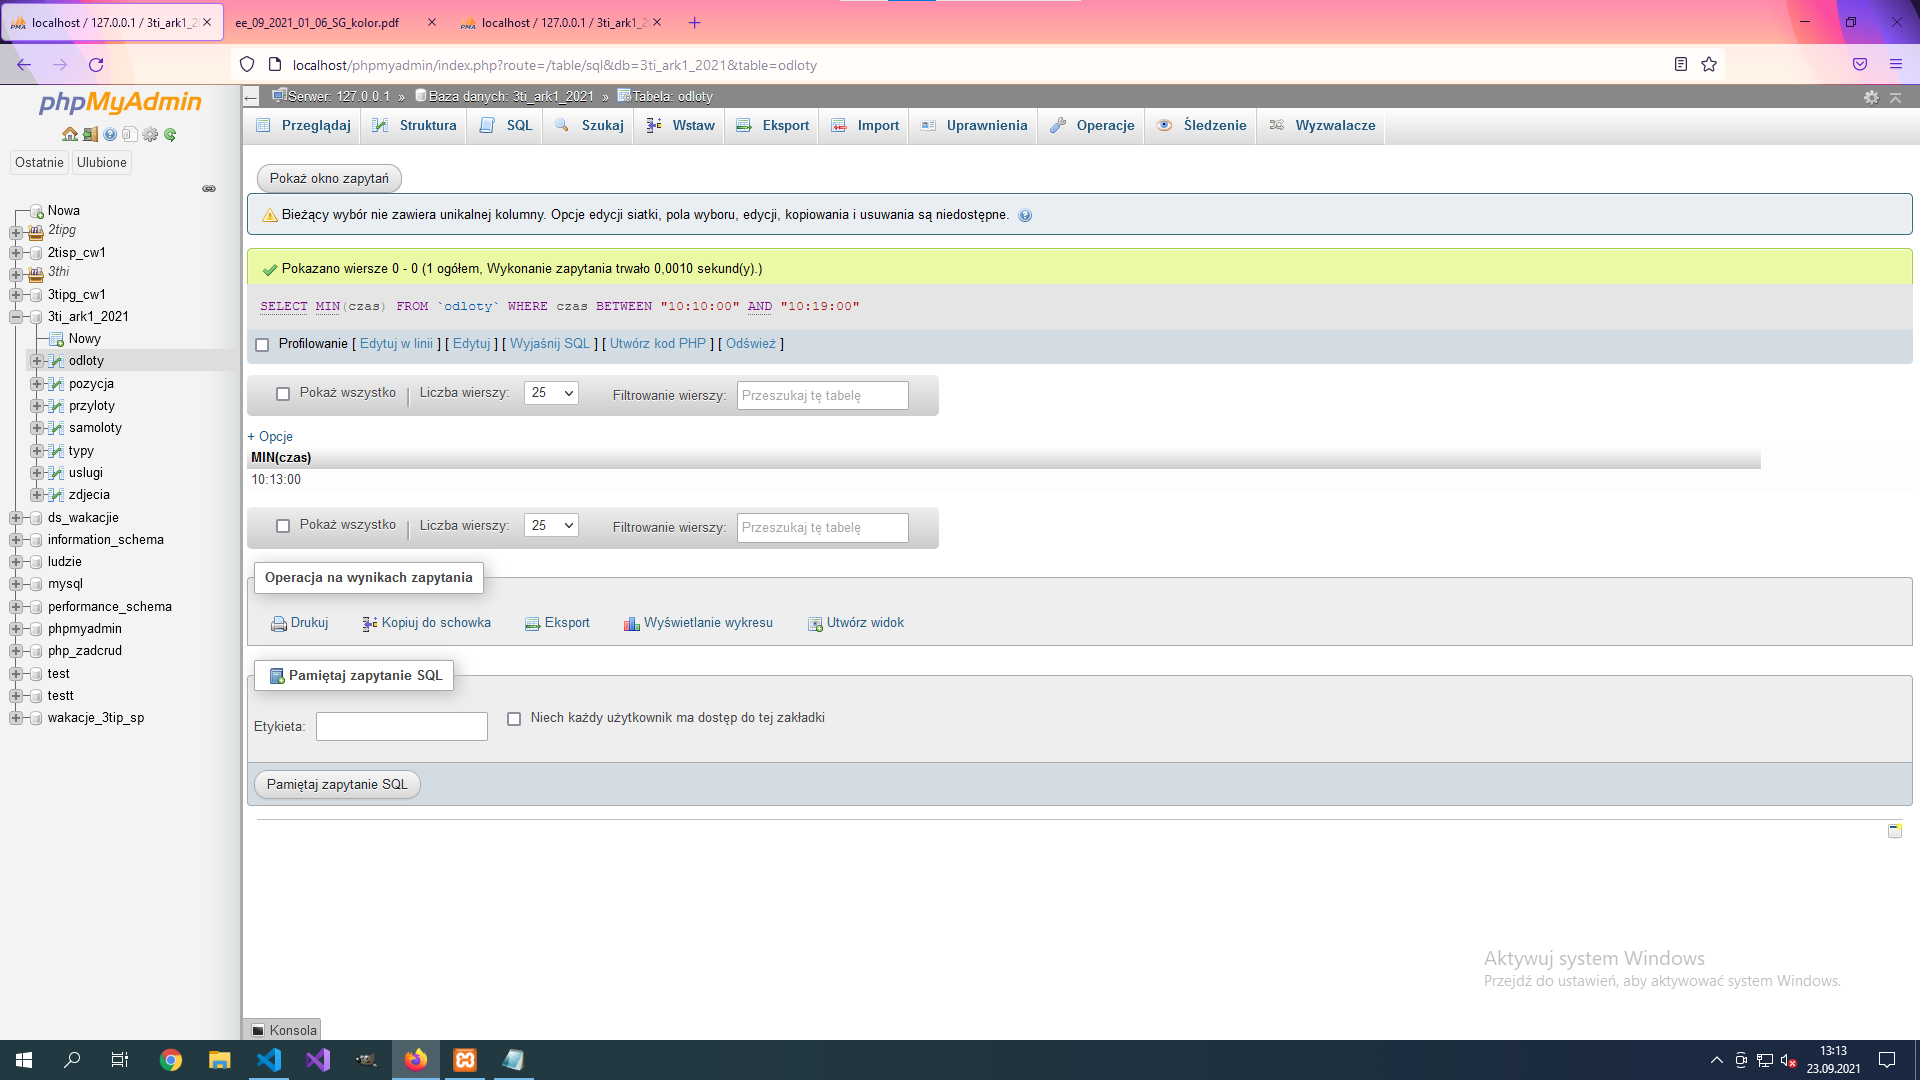 localhost / 127.0.0.1 / 3ti_ark1_2
ee_09_2021_01_06_SG_kolor.pdf
localhost / 127.0.0.1 / 3ti_ark1_2
localhost/phpmyadmin/index.php?route=/table/sql&db=3ti_ark1_2021&table=odloty
phpMyAdmin
Ostatnie
Ulubione
Nowa
2tipg
2tisp_cw1
3thi
3tipg_cw1
3ti_ark1_2021
Nowy
odloty
pozycja
przyloty
samoloty
typy
uslugi
zdjecia
ds_wakacjie
information_schema
ludzie
mysql
performance_schema
phpmyadmin
php_zadcrud
test
testt
wakacje_3tip_sp
Serwer: 127.0.0.1 » Baza danych: 3ti_ark1_2021 » Tabela: odloty
Przeglądaj
Struktura
SQL
Szukaj
Wstaw
Eksport
Import
Uprawnienia
Operacje
Śledzenie
Wyzwalacze
Pokaż okno zapytań
Bieżący wybór nie zawiera unikalnej kolumny. Opcje edycji siatki, pola wyboru, edycji, kopiowania i usuwania są niedostępne.
Pokazano wiersze 0 - 0 (1 ogółem, Wykonanie zapytania trwało 0,0010 sekund(y).)
SELECT MIN(czas) FROM `odloty` WHERE czas BETWEEN "10:10:00" AND "10:19:00"
Profilowanie [ Edytuj w linii ] [ Edytuj ] [ Wyjaśnij SQL ] [ Utwórz kod PHP ] [ Odśwież ]
Pokaż wszystko | Liczba wierszy: 25 Filtrowanie wierszy: Przeszukaj tę tabelę
+ Opcje
MIN(czas)
10:13:00
Pokaż wszystko | Liczba wierszy: 25 Filtrowanie wierszy: Przeszukaj tę tabelę
Operacja na wynikach zapytania
Drukuj
Kopiuj do schowka
Eksport
Wyświetlanie wykresu
Utwórz widok
Pamiętaj zapytanie SQL
Etykieta:
Niech każdy użytkownik ma dostęp do tej zakładki
Pamiętaj zapytanie SQL
Aktywuj system Windows
Przejdź do ustawień, aby aktywować system Windows.
Konsola
13:13
23.09.2021